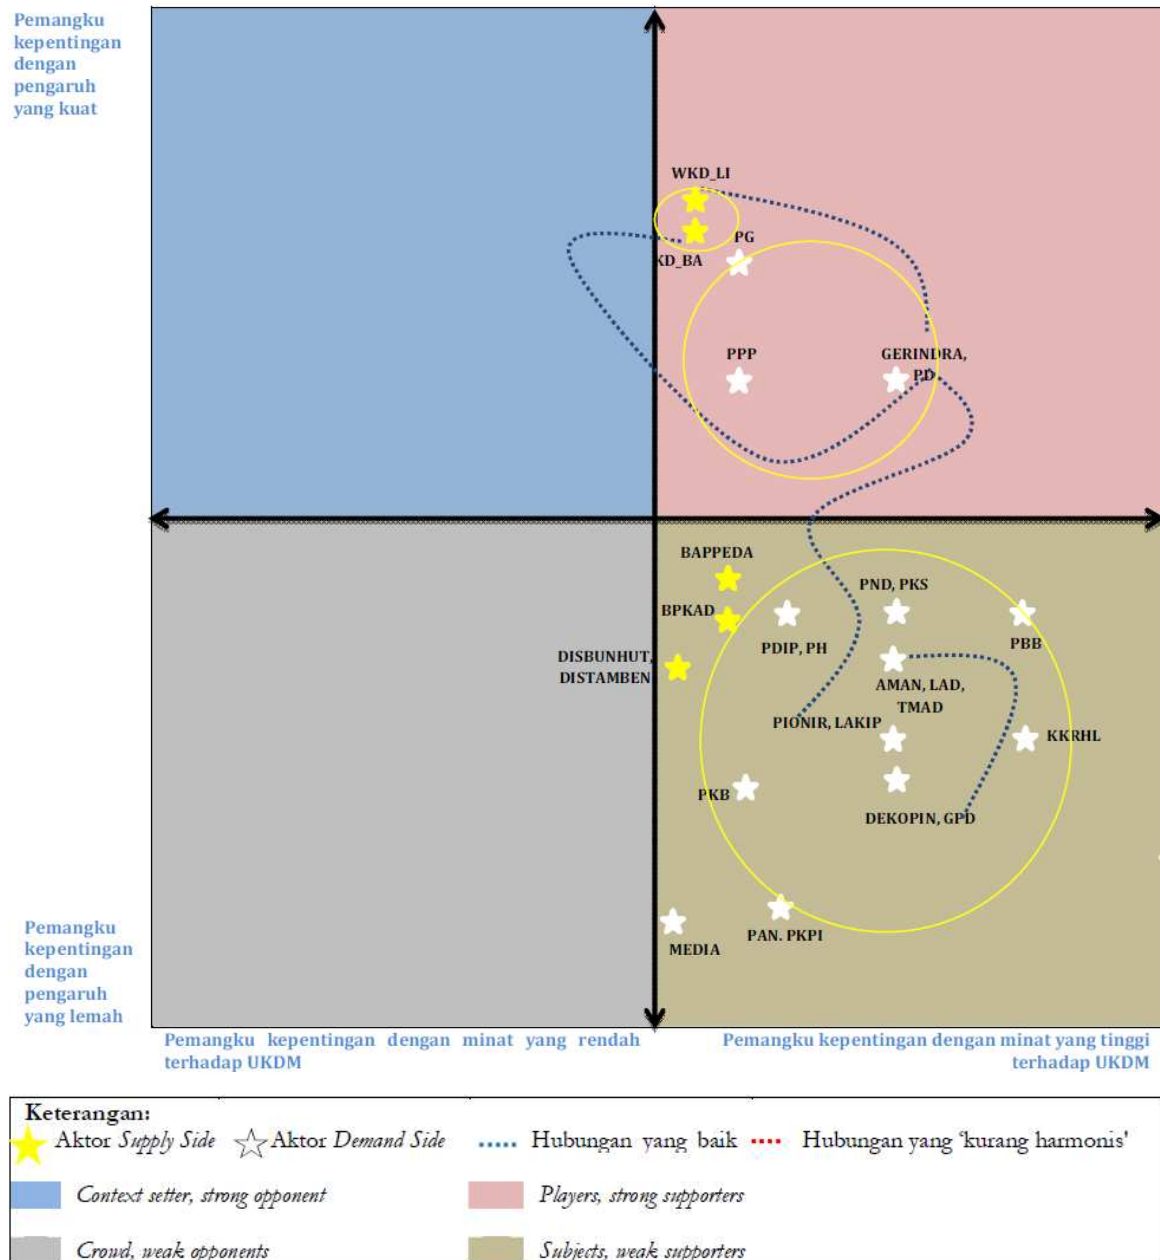 Pemangku
kepentingan
dengan
pengaruh
yang kuat
WKD_LI
PG
KD_BA
PPP
GERINDRA,
PD
BAPPEDA
PND, PKS
BPKAD
PDIP, PH
PBB
DISBUNHUT,
DISTAMBEN
AMAN, LAD,
TMAD
PIONIR, LAKIP
KKRHL
PKB
DEKOPIN, GPD
PAN. PKPI
MEDIA
Pemangku
kepentingan
dengan
pengaruh
yang lemah
Pemangku kepentingan dengan minat yang rendah
terhadap UKDM
Pemangku kepentingan dengan minat yang tinggi
terhadap UKDM
Keterangan:
Aktor Supply Side Aktor Demand Side Hubungan yang baik Hubungan yang 'kurang harmonis'
Context setter, strong opponent Players, strong supporters
Crowd, weak opponents Subjects, weak supporters